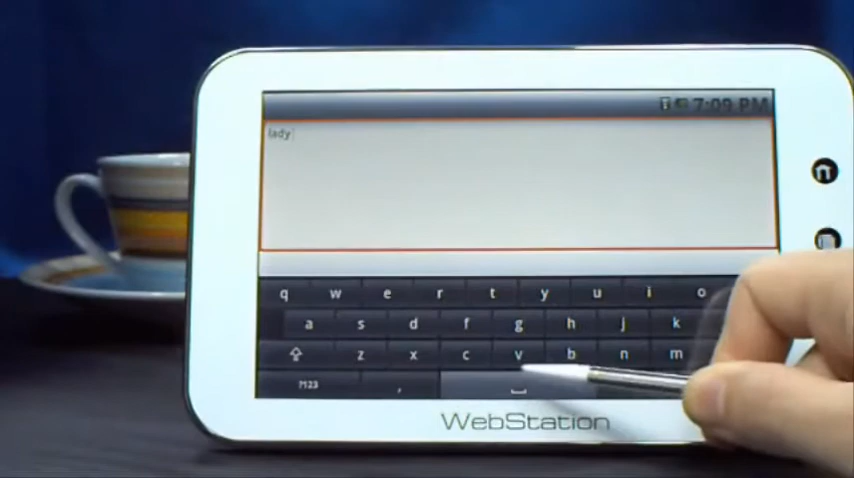 7:09 PM
lady
q w e r t y u i o
a s d f g h j k
z x c v b n m
?123 ,
WebStation